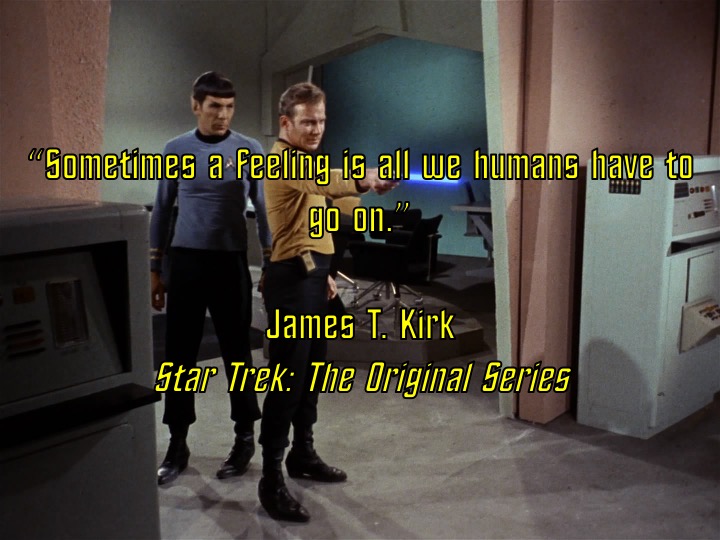 “Sometimes a feeling is all we humans have to
go on.”
James T. Kirk
Star Trek: The Original Series